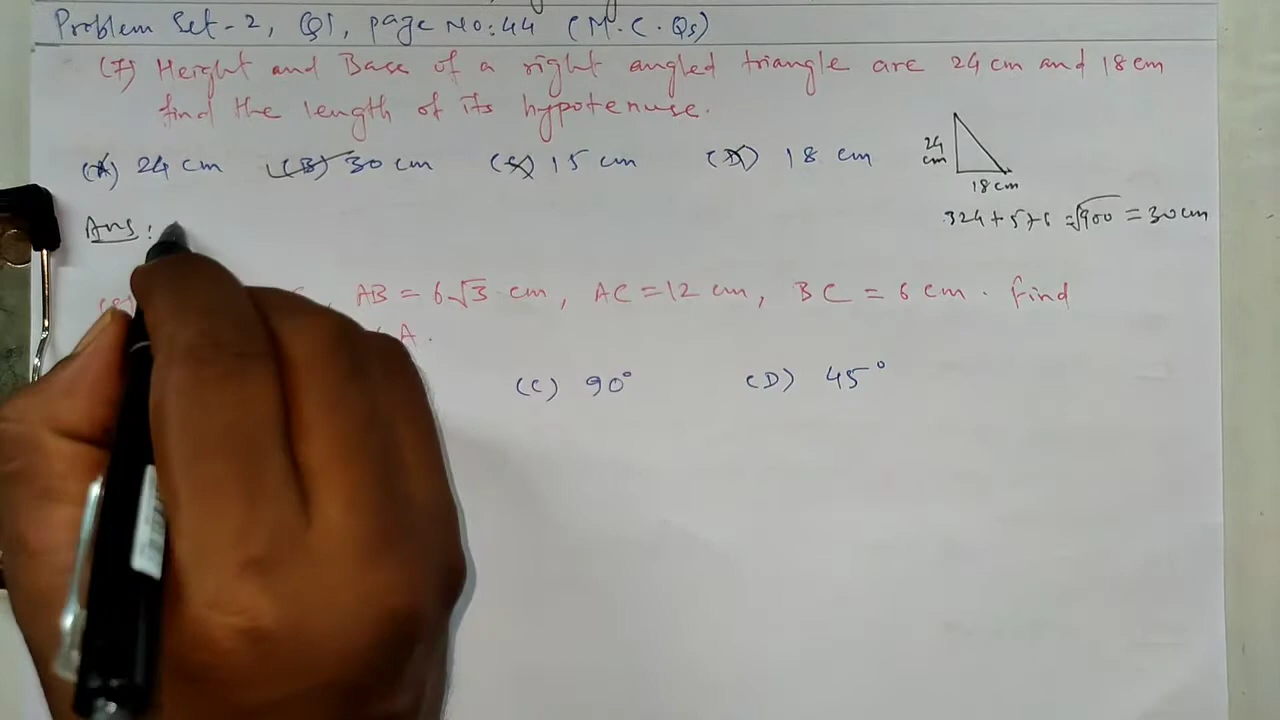 Problem Set-2, Q1, page No:44 (M.C.Qs)
(7) Height and Base of a right angled triangle are 24 cm and 18 cm
find the length of its hypotenuse.
(A) 24 cm (B) 30 cm (C) 15 cm (D) 18 cm
24
cm
18 cm
324 + 576 = √900 = 30 cm
Ans:
AB = 6√3 cm, AC = 12 cm, BC = 6 cm. Find
A.
(C) 90° (D) 45°